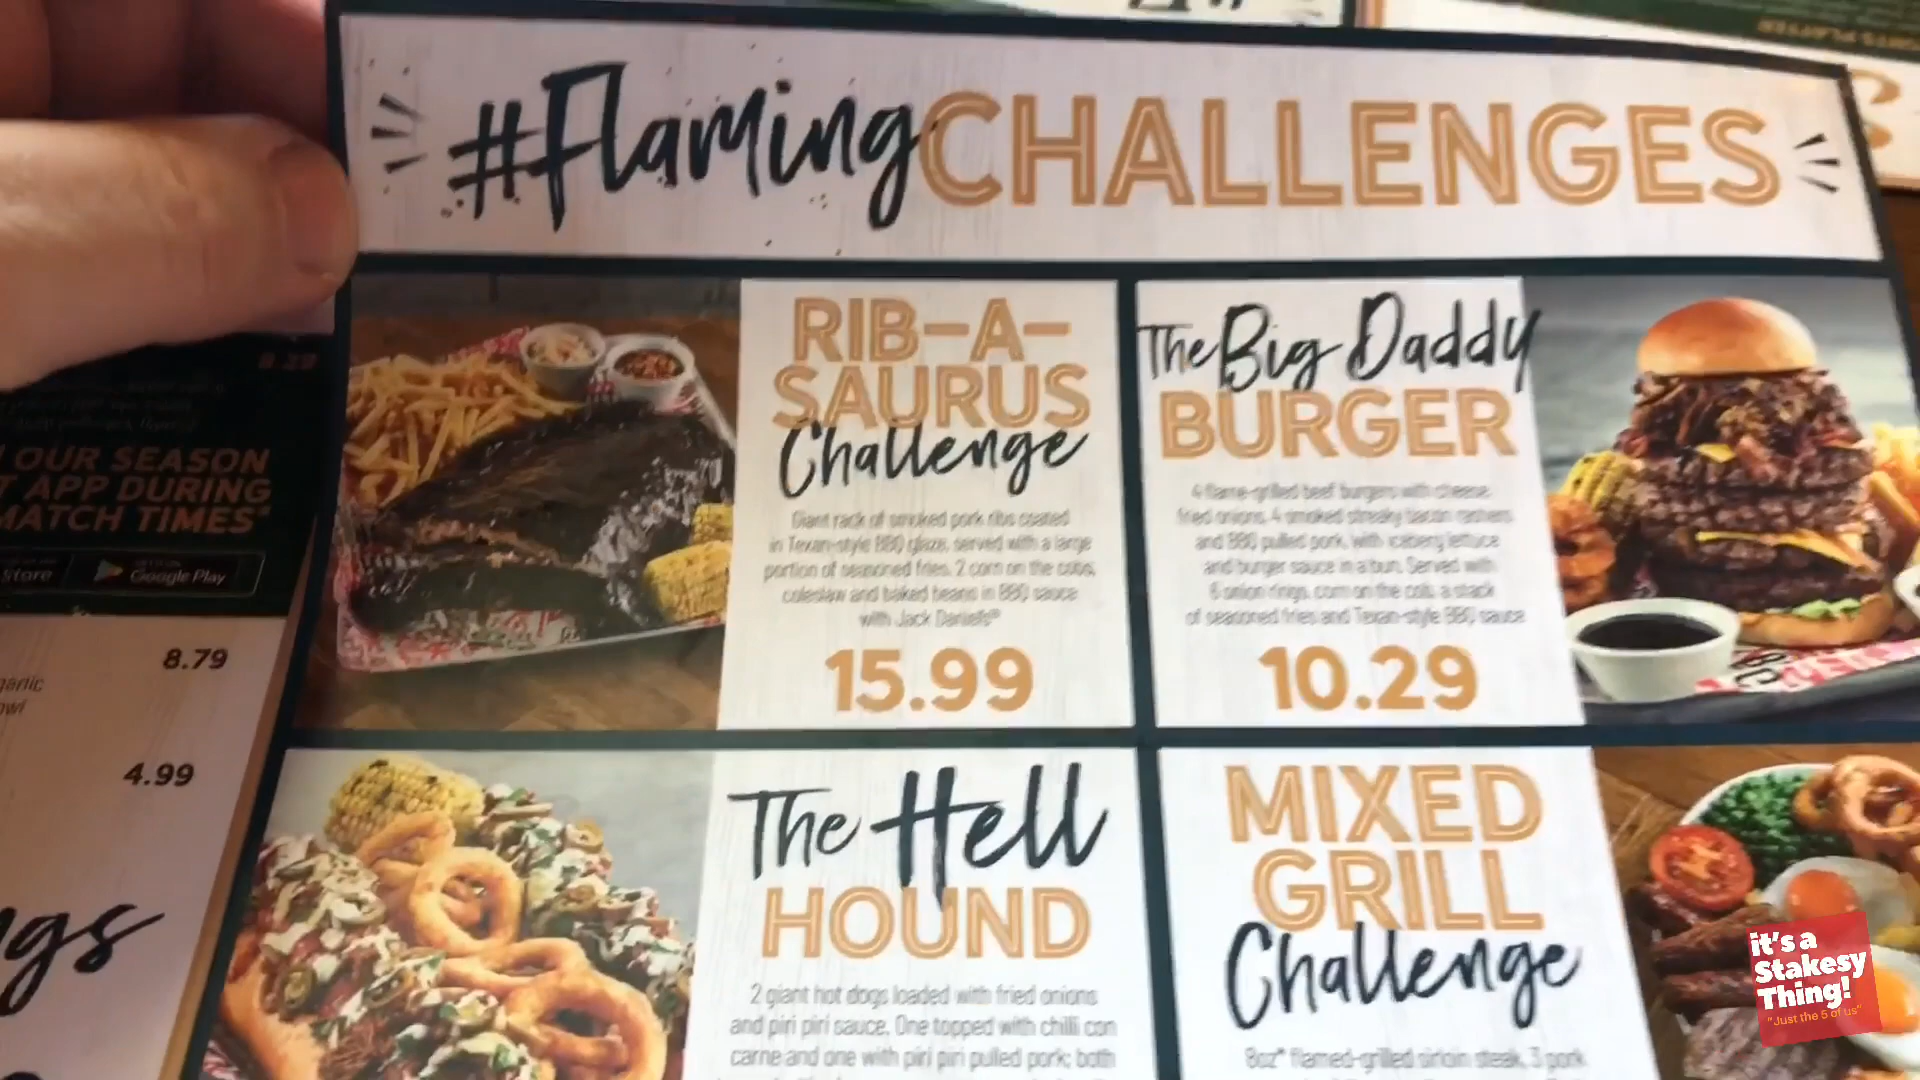 #Flaming CHALLENGES
RIB-A-
SAURUS
Challenge
Giant rack of smoked pork ribs coated
in Texan-style BBQ glaze, served with a large
portion of seasoned fries, 2 corn on the cobs,
coleslaw and baked beans in BBQ sauce
with Jack Daniel's®
15.99
The Big Daddy
BURGER
4 flame-grilled beef burgers with cheese,
fried onions, 4 smoked streaky bacon rashers
and BBQ pulled pork, with iceberg lettuce
and burger sauce in a bun. Served with
6 onion rings, corn on the cob, a stack
of seasoned fries and Texan-style BBQ sauce
10.29
The Hell
HOUND
2 giant hot dogs loaded with fried onions
and piri piri sauce. One topped with chilli con
carne and one with piri piri pulled pork; both
MIXED
GRILL
Challenge
8oz* flamed-grilled sirloin steak, 3 pork
8.29
OUR SEASON
APP DURING
MATCH TIMES*
Store
Google Play
8.79
garlic
4.99
gs
it's a
Stakesy
Thing!
"Just the 5 of us"